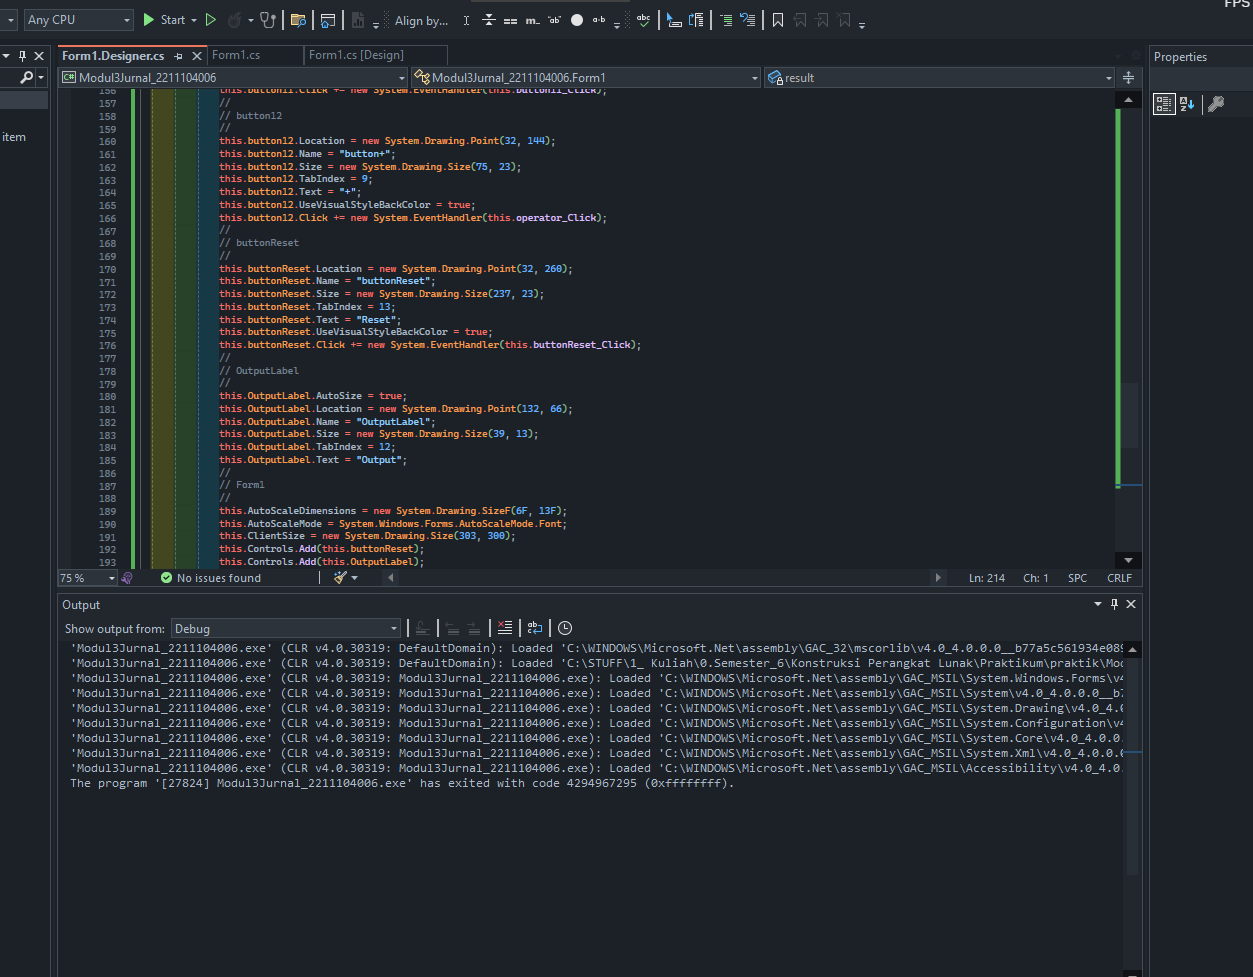 FPS
Any CPU
Start
Align by...
Form1.Designer.cs
Form1.cs
Form1.cs [Design]
Properties
Modul3Jurnal_2211104006
Modul3Jurnal_2211104006.Form1
result
item
156 this.button11.Click += new System.EventHandler(this.button11_Click);
157 //
158 // button12
159 //
160 this.button12.Location = new System.Drawing.Point(32, 144);
161 this.button12.Name = "button+";
162 this.button12.Size = new System.Drawing.Size(75, 23);
163 this.button12.TabIndex = 9;
164 this.button12.Text = "+";
165 this.button12.UseVisualStyleBackColor = true;
166 this.button12.Click += new System.EventHandler(this.operator_Click);
167 //
168 // buttonReset
169 //
170 this.buttonReset.Location = new System.Drawing.Point(32, 260);
171 this.buttonReset.Name = "buttonReset";
172 this.buttonReset.Size = new System.Drawing.Size(237, 23);
173 this.buttonReset.TabIndex = 13;
174 this.buttonReset.Text = "Reset";
175 this.buttonReset.UseVisualStyleBackColor = true;
176 this.buttonReset.Click += new System.EventHandler(this.buttonReset_Click);
177 //
178 // OutputLabel
179 //
180 this.OutputLabel.AutoSize = true;
181 this.OutputLabel.Location = new System.Drawing.Point(132, 66);
182 this.OutputLabel.Name = "OutputLabel";
183 this.OutputLabel.Size = new System.Drawing.Size(39, 13);
184 this.OutputLabel.TabIndex = 12;
185 this.OutputLabel.Text = "Output";
186 //
187 // Form1
188 //
189 this.AutoScaleDimensions = new System.Drawing.SizeF(6F, 13F);
190 this.AutoScaleMode = System.Windows.Forms.AutoScaleMode.Font;
191 this.ClientSize = new System.Drawing.Size(303, 300);
192 this.Controls.Add(this.buttonReset);
193 this.Controls.Add(this.OutputLabel);
75 %
No issues found
Ln: 214 Ch: 1 SPC CRLF
Output
Show output from: Debug
'Modul3Jurnal_2211104006.exe' (CLR v4.0.30319: DefaultDomain): Loaded 'C:\WINDOWS\Microsoft.Net\assembly\GAC_32\mscorlib\v4.0_4.0.0.0__b77a5c561934e089
'Modul3Jurnal_2211104006.exe' (CLR v4.0.30319: DefaultDomain): Loaded 'C:\STUFF\1_ Kuliah\0.Semester_6\Konstruksi Perangkat Lunak\Praktikum\praktik\Mod
'Modul3Jurnal_2211104006.exe' (CLR v4.0.30319: Modul3Jurnal_2211104006.exe): Loaded 'C:\WINDOWS\Microsoft.Net\assembly\GAC_MSIL\System.Windows.Forms\v4
'Modul3Jurnal_2211104006.exe' (CLR v4.0.30319: Modul3Jurnal_2211104006.exe): Loaded 'C:\WINDOWS\Microsoft.Net\assembly\GAC_MSIL\System\v4.0_4.0.0.0__b7
'Modul3Jurnal_2211104006.exe' (CLR v4.0.30319: Modul3Jurnal_2211104006.exe): Loaded 'C:\WINDOWS\Microsoft.Net\assembly\GAC_MSIL\System.Drawing\v4.0_4.0
'Modul3Jurnal_2211104006.exe' (CLR v4.0.30319: Modul3Jurnal_2211104006.exe): Loaded 'C:\WINDOWS\Microsoft.Net\assembly\GAC_MSIL\System.Configuration\v4
'Modul3Jurnal_2211104006.exe' (CLR v4.0.30319: Modul3Jurnal_2211104006.exe): Loaded 'C:\WINDOWS\Microsoft.Net\assembly\GAC_MSIL\System.Core\v4.0_4.0.0.
'Modul3Jurnal_2211104006.exe' (CLR v4.0.30319: Modul3Jurnal_2211104006.exe): Loaded 'C:\WINDOWS\Microsoft.Net\assembly\GAC_MSIL\System.Xml\v4.0_4.0.0.0
'Modul3Jurnal_2211104006.exe' (CLR v4.0.30319: Modul3Jurnal_2211104006.exe): Loaded 'C:\WINDOWS\Microsoft.Net\assembly\GAC_MSIL\Accessibility\v4.0_4.0.
The program '[27824] Modul3Jurnal_2211104006.exe' has exited with code 4294967295 (0xffffffff).